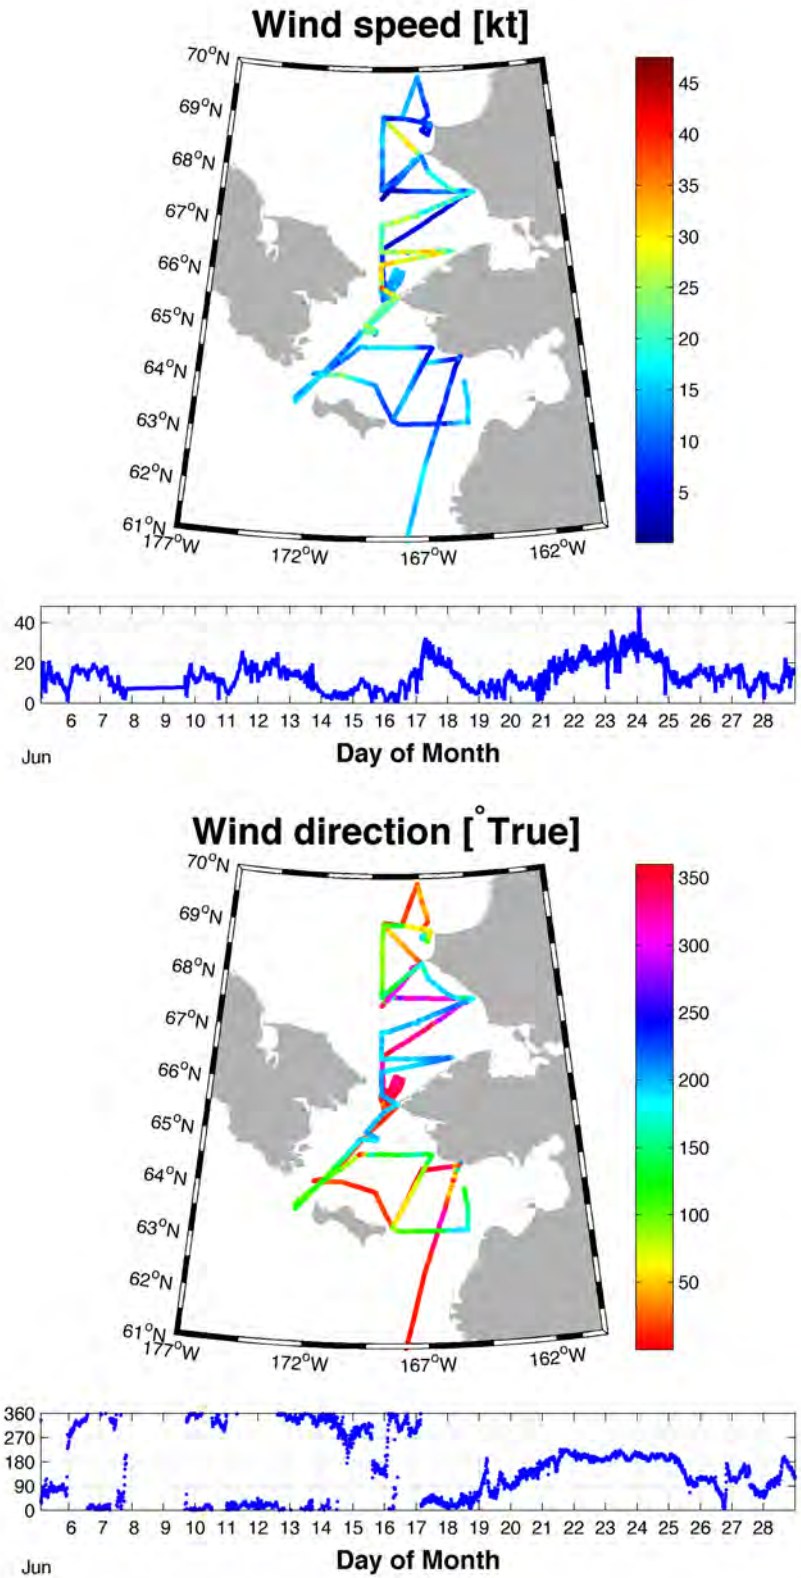 Wind speed [kt]
70°N
69°N
68°N
67°N
66°N
65°N
64°N
63°N
62°N
61°N
177°W
172°W
167°W
162°W
45
40
35
30
25
20
15
10
5
40
20
0
6 7 8 9 10 11 12 13 14 15 16 17 18 19 20 21 22 23 24 25 26 27 28
Jun
Day of Month
Wind direction [°True]
70°N
69°N
68°N
67°N
66°N
65°N
64°N
63°N
62°N
61°N
177°W
172°W
167°W
162°W
350
300
250
200
150
100
50
360
270
180
90
0
6 7 8 9 10 11 12 13 14 15 16 17 18 19 20 21 22 23 24 25 26 27 28
Jun
Day of Month